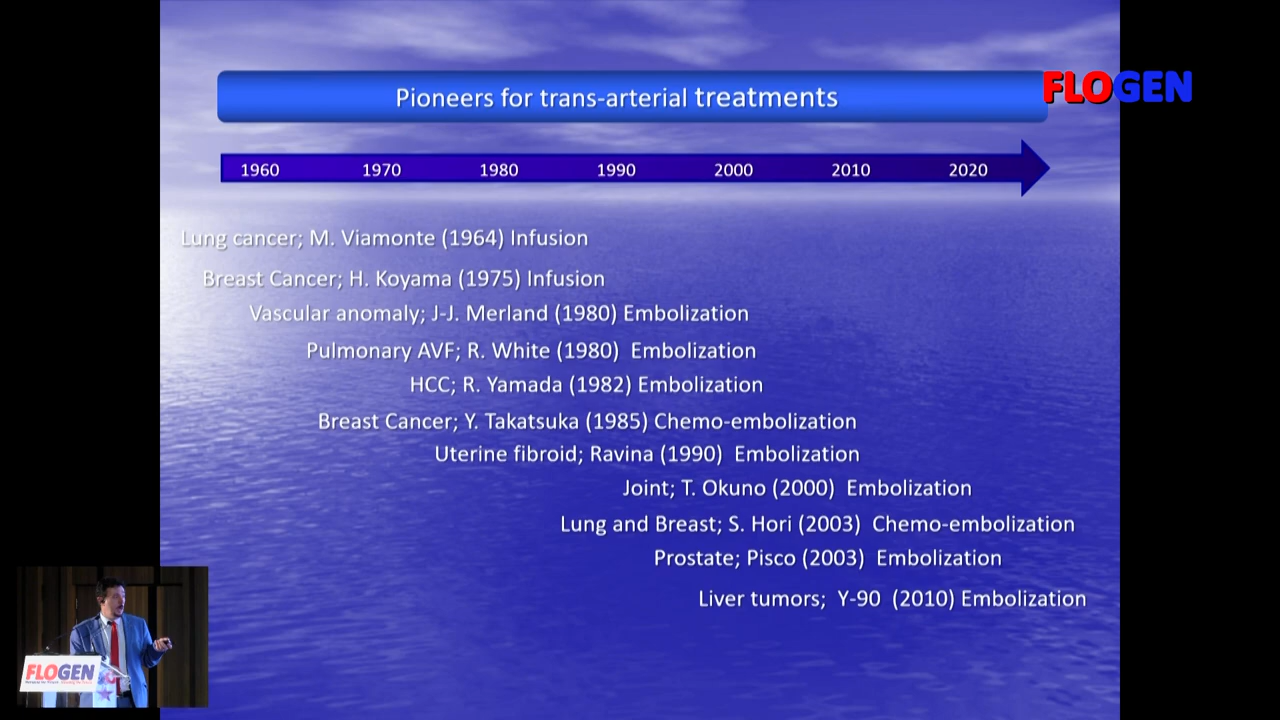 Pioneers for trans-arterial treatments
FLOGEN
1960 1970 1980 1990 2000 2010 2020
Lung cancer; M. Viamonte (1964) Infusion
Breast Cancer; H. Koyama (1975) Infusion
Vascular anomaly; J-J. Merland (1980) Embolization
Pulmonary AVF; R. White (1980) Embolization
HCC; R. Yamada (1982) Embolization
Breast Cancer; Y. Takatsuka (1985) Chemo-embolization
Uterine fibroid; Ravina (1990) Embolization
Joint; T. Okuno (2000) Embolization
Lung and Breast; S. Hori (2003) Chemo-embolization
Prostate; Pisco (2003) Embolization
Liver tumors; Y-90 (2010) Embolization
FLOGEN